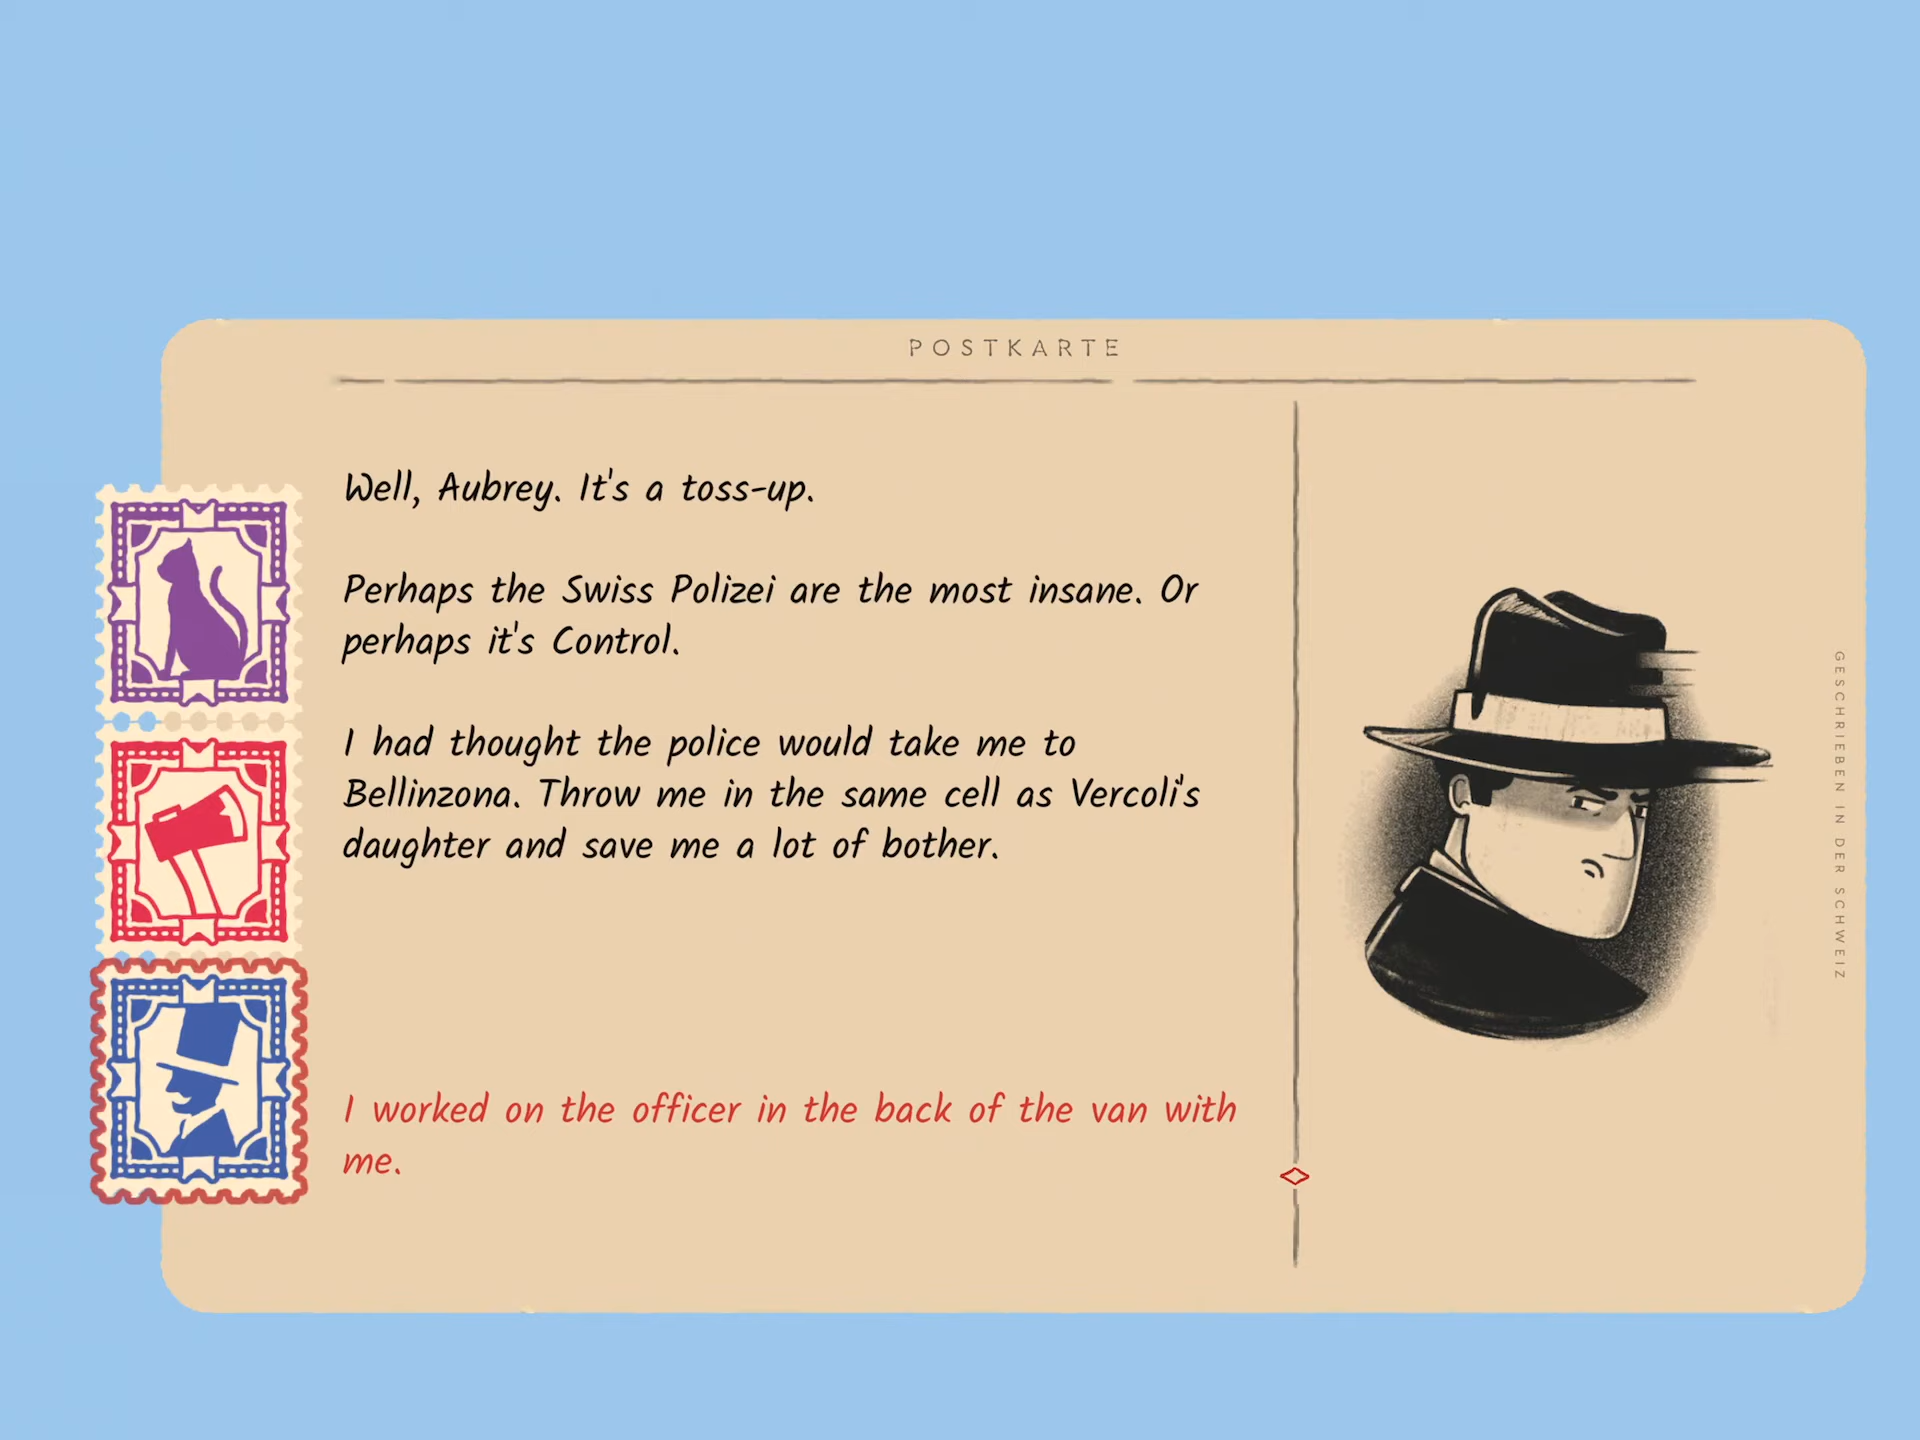 POSTKARTE
Well, Aubrey. It's a toss-up.
Perhaps the Swiss Polizei are the most insane. Or
perhaps it's Control.
I had thought the police would take me to
Bellinzona. Throw me in the same cell as Vercoli's
daughter and save me a lot of bother.
I worked on the officer in the back of the van with
me.
GESCHRIEBEN IN DER SCHWEIZ